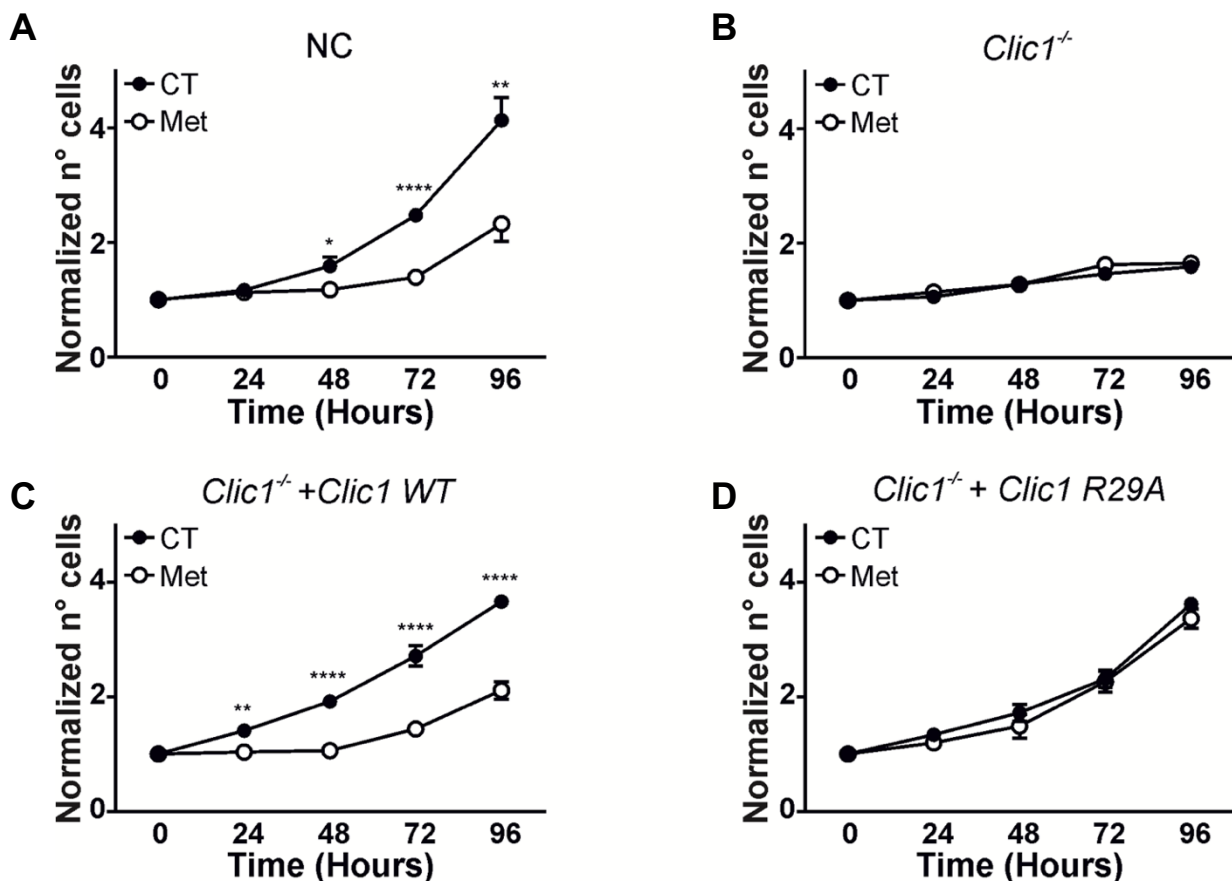 A
NC
CT
Met
Normalized n° cells
4
2
0
*
****
**
0 24 48 72 96
Time (Hours)
B
Clic1-/-
CT
Met
Normalized n° cells
4
2
0
0 24 48 72 96
Time (Hours)
C
Clic1-/- +Clic1 WT
CT
Met
Normalized n° cells
4
2
0
**
****
****
****
0 24 48 72 96
Time (Hours)
D
Clic1-/- + Clic1 R29A
CT
Met
Normalized n° cells
4
2
0
0 24 48 72 96
Time (Hours)